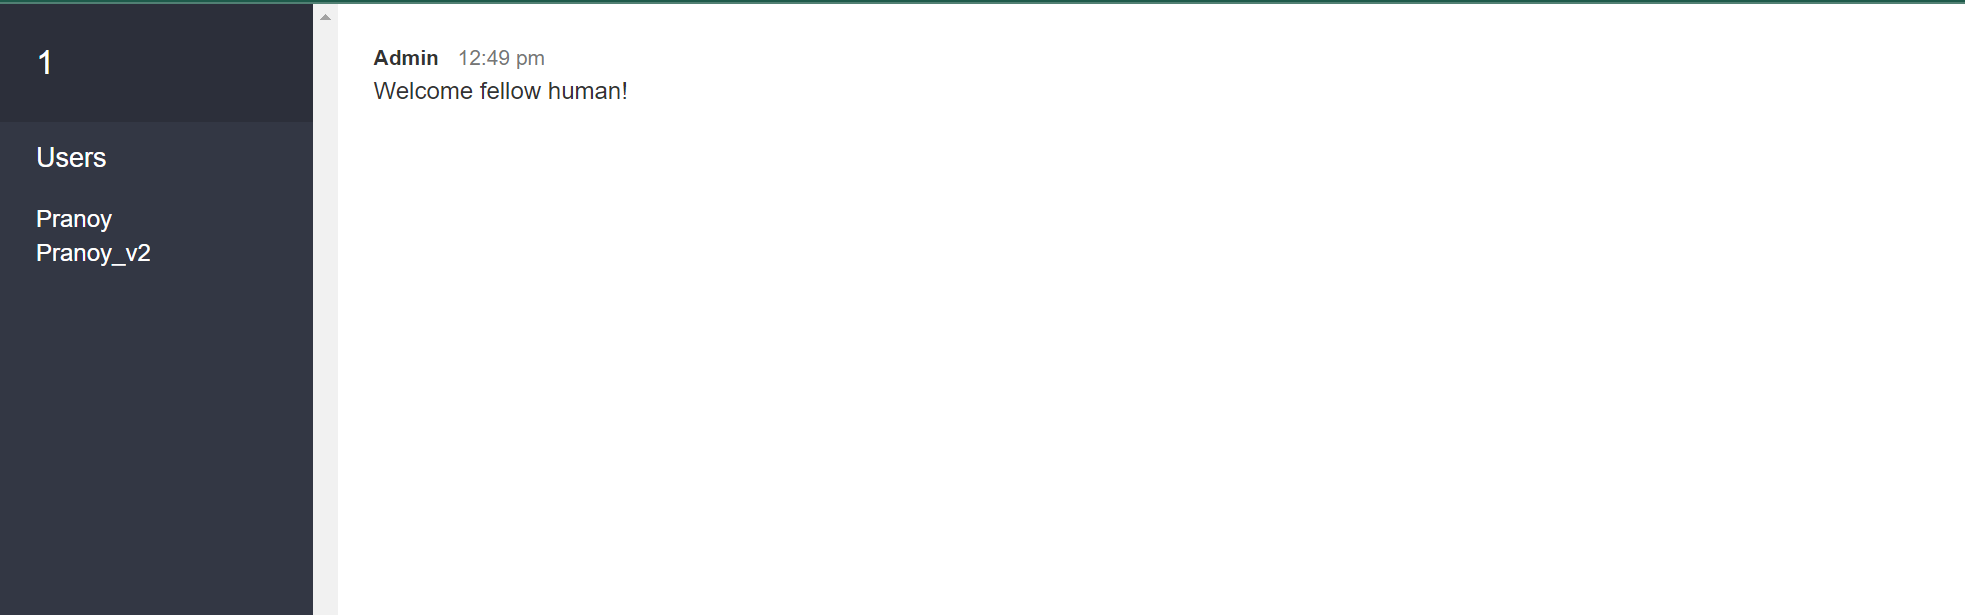 1
Users
Pranoy
Pranoy_v2
Admin 12:49 pm
Welcome fellow human!